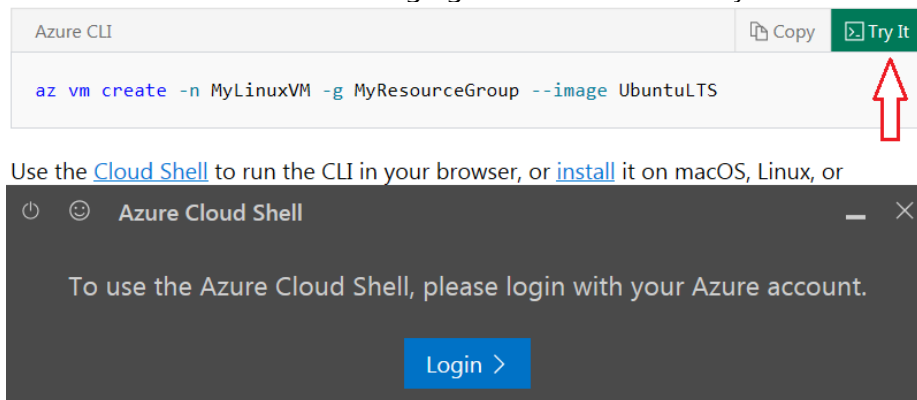 Azure CLI Copy Try It
az vm create -n MyLinuxVM -g MyResourceGroup --image UbuntuLTS
Use the Cloud Shell to run the CLI in your browser, or install it on macOS, Linux, or
Azure Cloud Shell
To use the Azure Cloud Shell, please login with your Azure account.
Login >